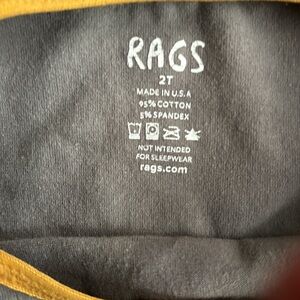 RAGS
2T
MADE IN U.S.A
95% COTTON
5% SPANDEX
NOT INTENDED
FOR SLEEPWEAR
rags.com